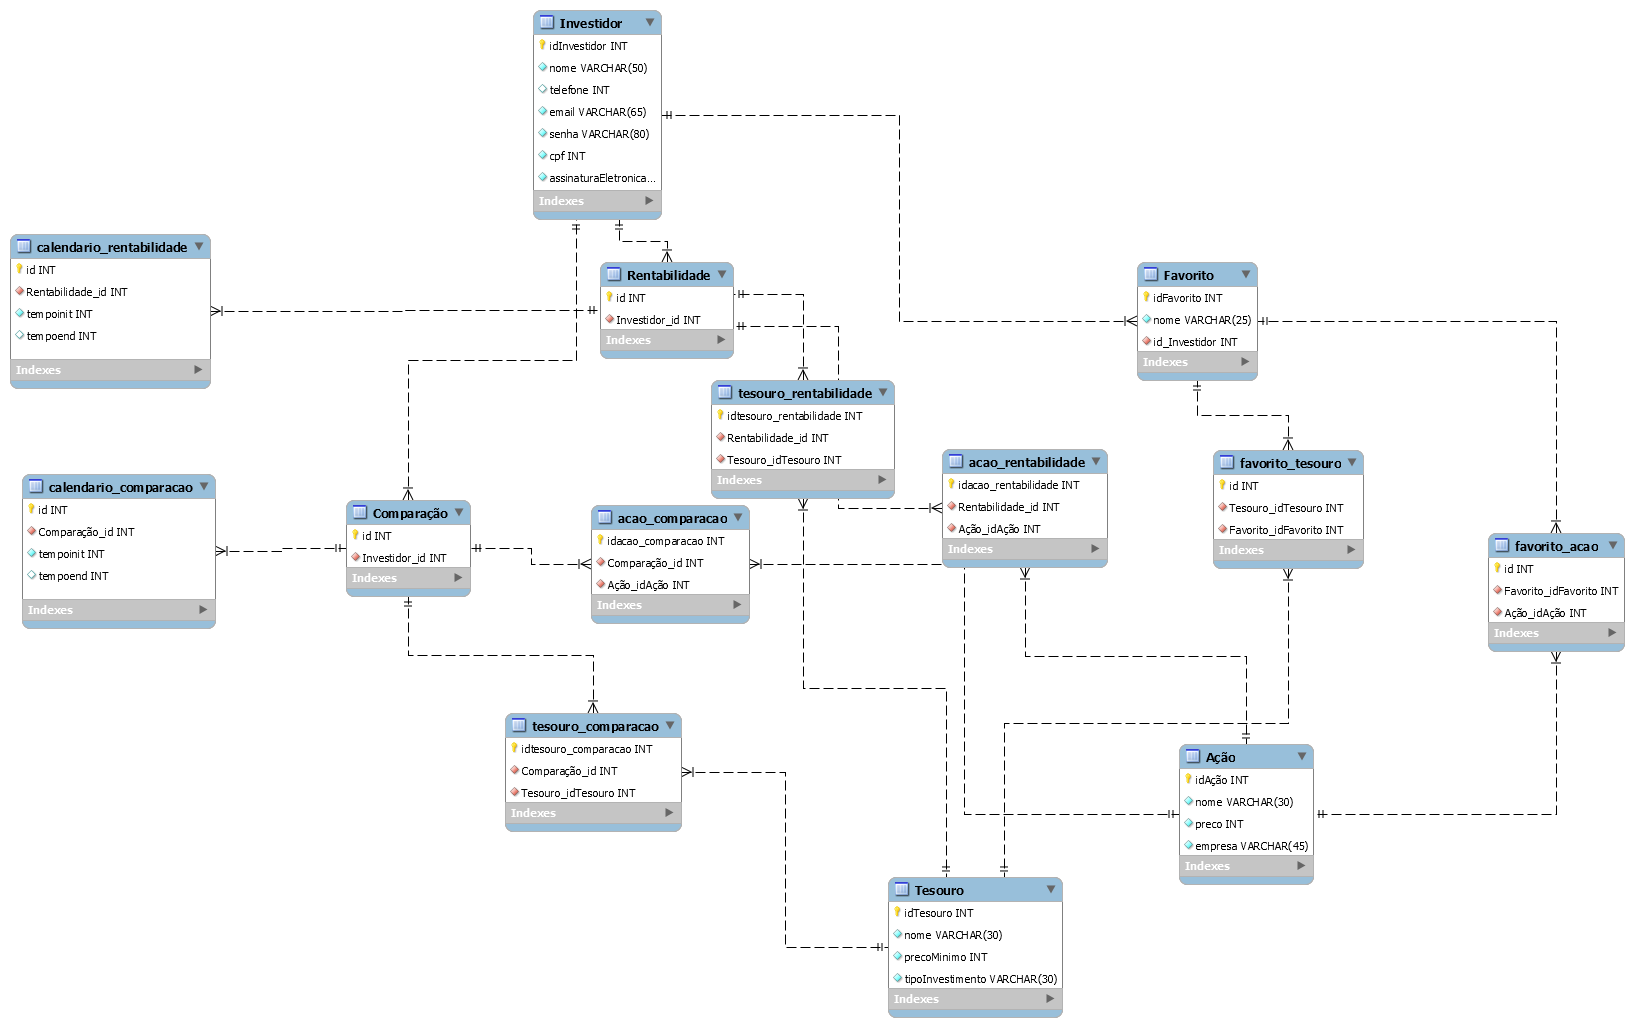 Investidor
idInvestidor INT
nome VARCHAR(50)
telefone INT
email VARCHAR(65)
senha VARCHAR(80)
cpf INT
assinaturaEletronica...
Indexes
calendario_rentabilidade
id INT
Rentabilidade_id INT
tempoinit INT
tempoend INT
Indexes
Rentabilidade
id INT
Investidor_id INT
Indexes
Favorito
idFavorito INT
nome VARCHAR(25)
id_Investidor INT
Indexes
tesouro_rentabilidade
idtesouro_rentabilidade INT
Rentabilidade_id INT
Tesouro_idTesouro INT
Indexes
acao_rentabilidade
idacao_rentabilidade INT
Rentabilidade_id INT
Ação_idAção INT
Indexes
favorito_tesouro
id INT
Tesouro_idTesouro INT
Favorito_idFavorito INT
Indexes
calendario_comparacao
id INT
Comparação_id INT
tempoinit INT
tempoend INT
Indexes
Comparação
id INT
Investidor_id INT
Indexes
acao_comparacao
idacao_comparacao INT
Comparação_id INT
Ação_idAção INT
Indexes
favorito_acao
id INT
Favorito_idFavorito INT
Ação_idAção INT
Indexes
tesouro_comparacao
idtesouro_comparacao INT
Comparação_id INT
Tesouro_idTesouro INT
Indexes
Ação
idAção INT
nome VARCHAR(30)
preco INT
empresa VARCHAR(45)
Indexes
Tesouro
idTesouro INT
nome VARCHAR(30)
precoMinimo INT
tipoInvestimento VARCHAR(30)
Indexes